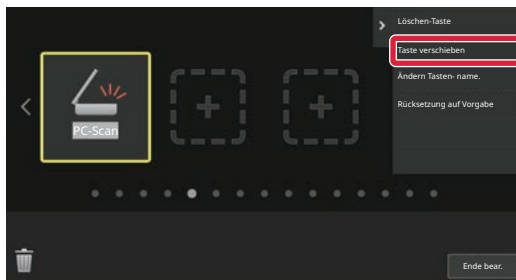 Löschen-Taste
Taste verschieben
Ändern Tasten- name.
Rücksetzung auf Vorgabe
PC-Scan
Ende bear.